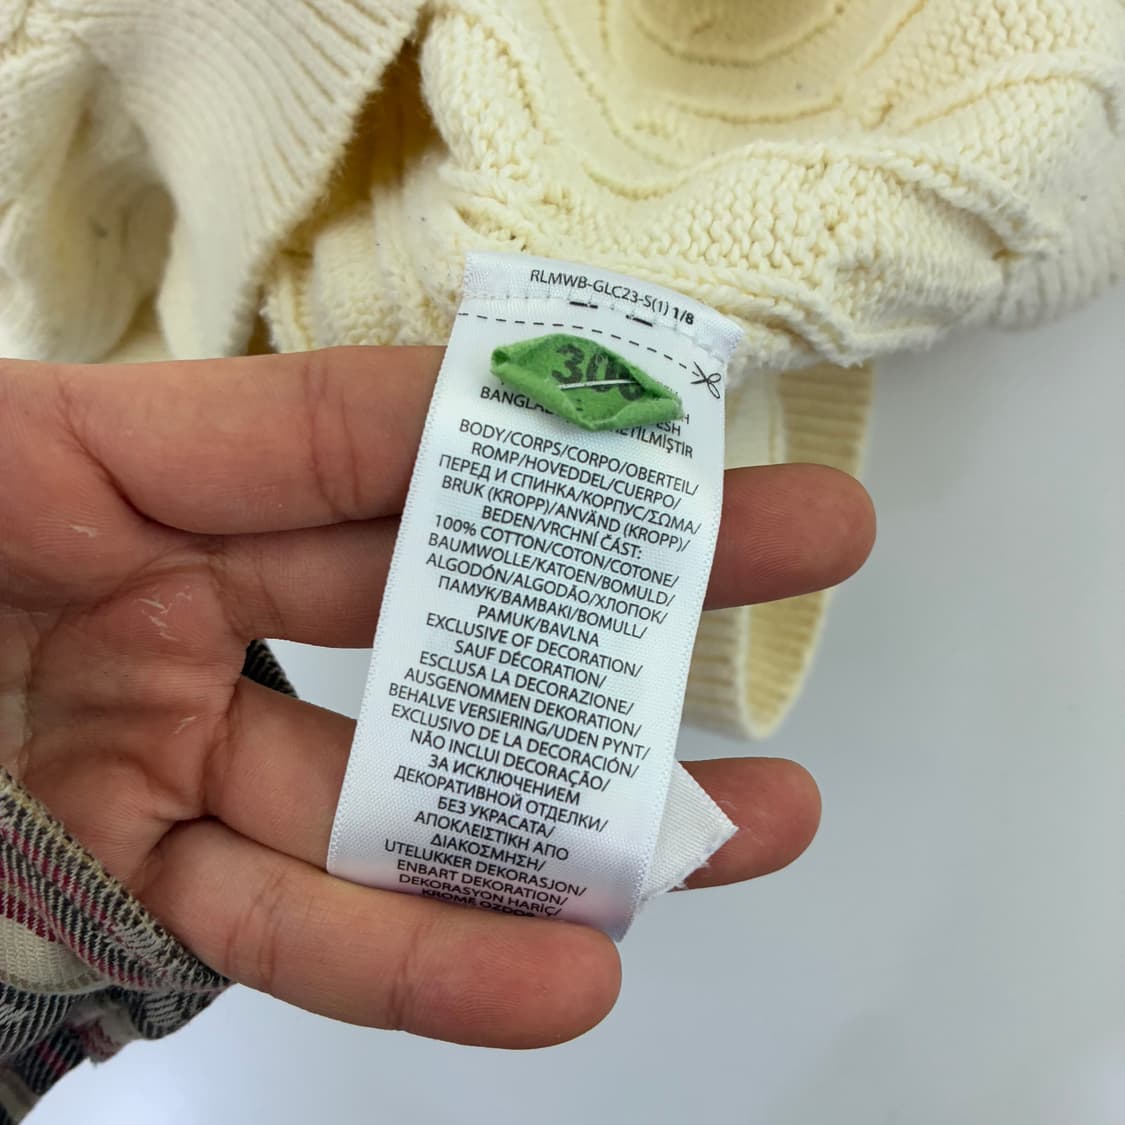 RLMWB-GLC23-S(1) 1/8
BODY/CORPS/CORPO/OBERTEIL/
ROMP/HOVEDDEL/CUERPO/
ПЕРЕД И СПИНКА/КОРПУС/ΣΩΜΑ/
BRUK (KROPP)/ANVÄND (KROPP)/
BEDEN/VRCHNÍ ČÁST:
100% COTTON/COTON/COTONE/
BAUMWOLLE/KATOEN/BOMULD/
ALGODÓN/ALGODÃO/ХЛОПОК/
ПАМУК/BAMBAKI/BOMULL/
PAMUK/BAVLNA
EXCLUSIVE OF DECORATION/
SAUF DÉCORATION/
ESCLUSA LA DECORAZIONE/
AUSGENOMMEN DEKORATION/
BEHALVE VERSIERING/UDEN PYNT/
EXCLUSIVO DE LA DECORACIÓN/
NÃO INCLUI DECORAÇÃO/
ЗА ИСКЛЮЧЕНИЕМ
ДЕКОРАТИВНОЙ ОТДЕЛКИ/
БЕЗ УКРАСАТА/
ΑΠΟΚΛΕΙΣΤΙΚΗ ΑΠΟ
ΔΙΑΚΟΣΜΗΣΗ/
UTELUKKER DEKORASJON/
ENBART DEKORATION/
DEKORASYON HARİÇ/
KROMĚ OZDOB